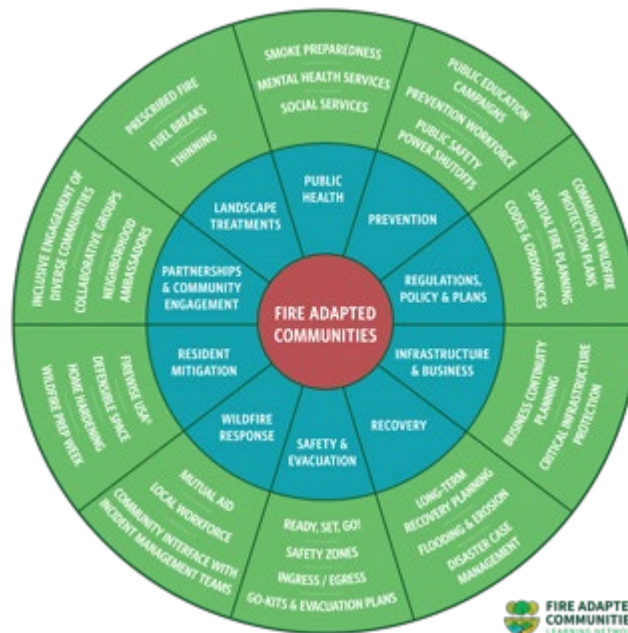 FIRE ADAPTED
COMMUNITIES
PUBLIC
HEALTH
PREVENTION
REGULATIONS,
POLICY & PLANS
INFRASTRUCTURE
& BUSINESS
RECOVERY
SAFETY &
EVACUATION
WILDFIRE
RESPONSE
RESIDENT
MITIGATION
PARTNERSHIPS
& COMMUNITY
ENGAGEMENT
LANDSCAPE
TREATMENTS
SMOKE PREPAREDNESS
MENTAL HEALTH SERVICES
SOCIAL SERVICES
PUBLIC EDUCATION
CAMPAIGNS
PREVENTION WORKFORCE
PUBLIC SAFETY
POWER SHUTOFFS
COMMUNITY WILDFIRE
PROTECTION PLANS
SPATIAL FIRE PLANNING
CODES & ORDINANCES
BUSINESS CONTINUITY
PLANNING
CRITICAL INFRASTRUCTURE
PROTECTION
LONG-TERM
RECOVERY PLANNING
FLOODING & EROSION
DISASTER CASE
MANAGEMENT
READY, SET, GO!
SAFETY ZONES
INGRESS / EGRESS
GO-KITS & EVACUATION PLANS
MUTUAL AID
LOCAL WORKFORCE
COMMUNITY INTERFACE WITH
INCIDENT MANAGEMENT TEAMS
FIREWISE USA®
DEFENSIBLE SPACE
HOME HARDENING
WILDFIRE PREP WEEK
INCLUSIVE ENGAGEMENT OF
DIVERSE COMMUNITIES
COLLABORATIVE GROUPS
NEIGHBORHOOD
AMBASSADORS
PRESCRIBED FIRE
FUEL BREAKS
THINNING
FIRE ADAPTE
COMMUNITIE
LEARNING NETWO